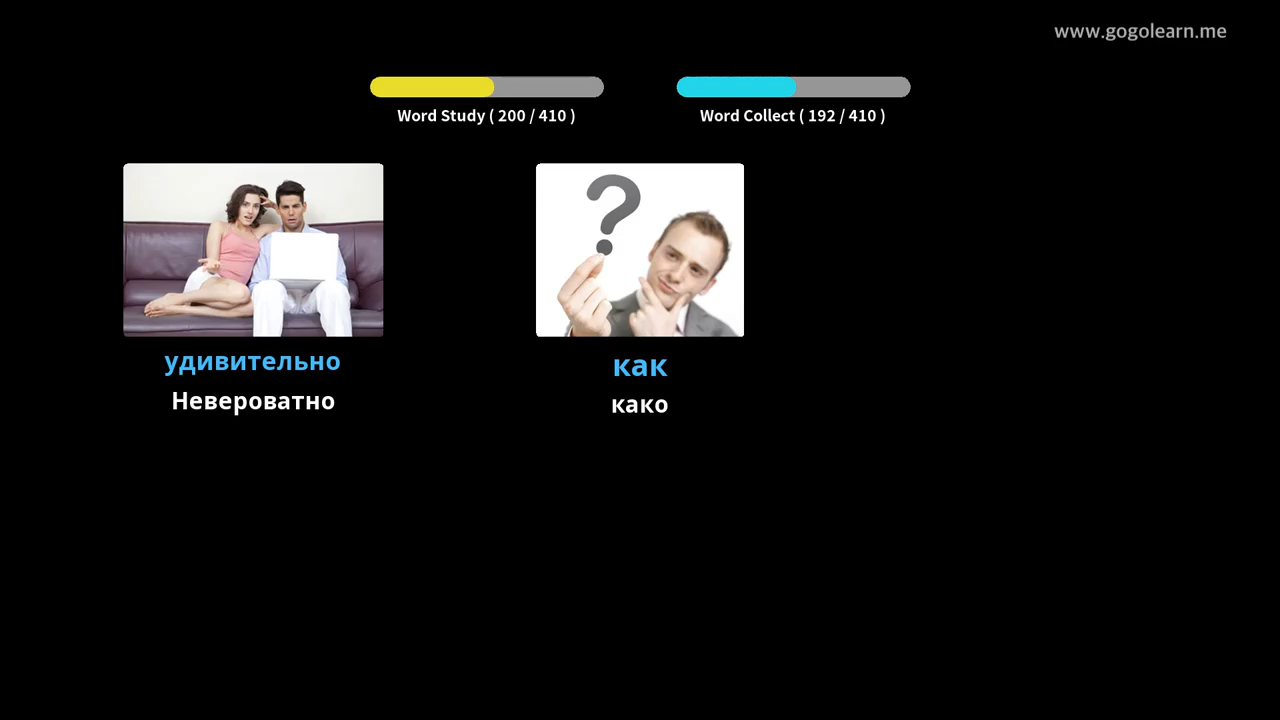 www.gogolearn.me
Word Study ( 200 / 410 )
Word Collect ( 192 / 410 )
удивительно
Невероватно
как
како